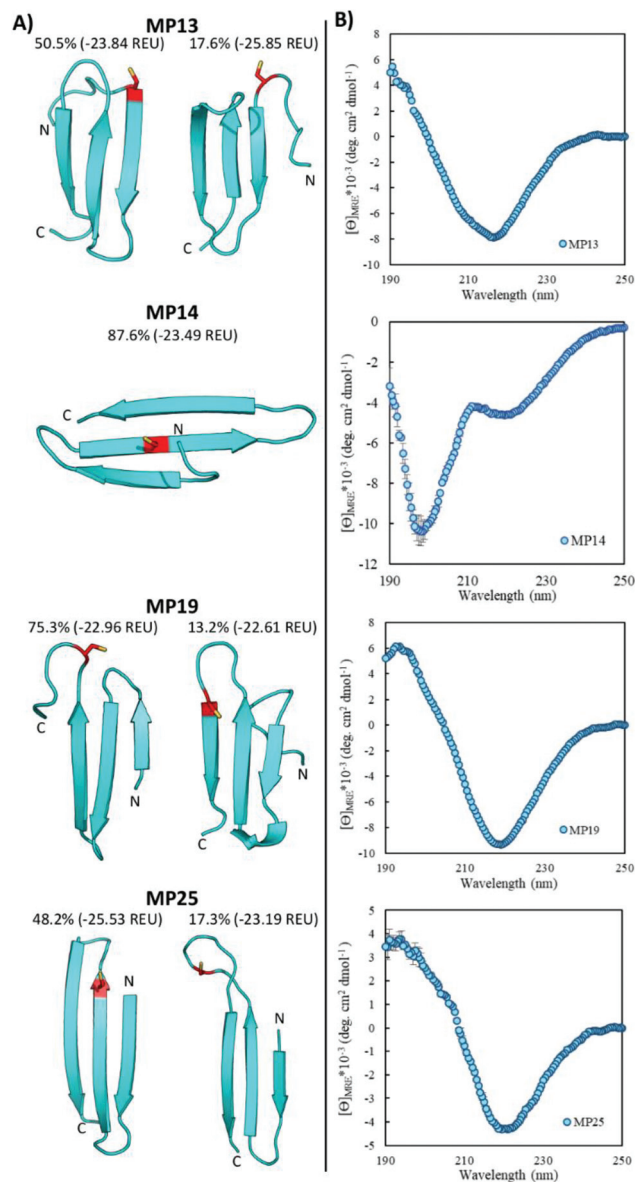 A)
B)
MP13
50.5% (-23.84 REU) 17.6% (-25.85 REU)
N
C
N
C
MP14
87.6% (-23.49 REU)
C
N
MP19
75.3% (-22.96 REU) 13.2% (-22.61 REU)
C
N
N
C
MP25
48.2% (-25.53 REU) 17.3% (-23.19 REU)
N
C
N
C
[Θ]MRE*10-3 (deg. cm2 dmol-1)
8
6
4
2
0
-2
-4
-6
-8
-10
MP13
190 210 230 250
Wavelength (nm)
[Θ]MRE*10-3 (deg. cm2 dmol-1)
0
-2
-4
-6
-8
-10
-12
MP14
190 210 230 250
Wavelength (nm)
[Θ]MRE*10-3 (deg. cm2 dmol-1)
8
6
4
2
0
-2
-4
-6
-8
-10
MP19
190 210 230 250
Wavelength (nm)
[Θ]MRE*10-3 (deg. cm2 dmol-1)
5
4
3
2
1
0
-1
-2
-3
-4
-5
MP25
190 210 230 250
Wavelength (nm)